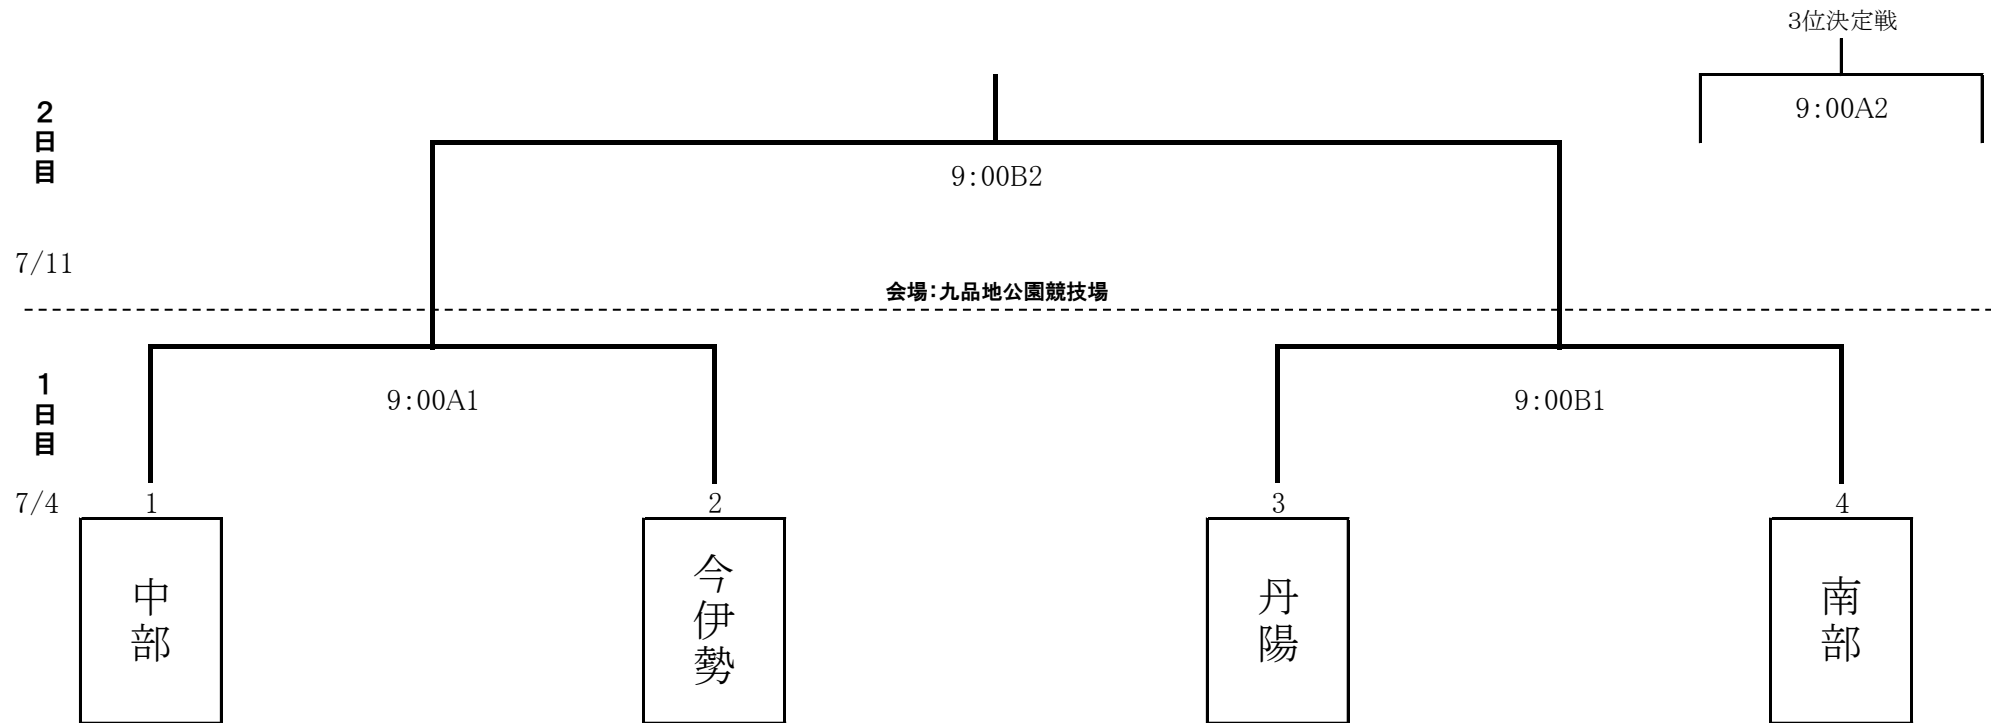 3位決定戦
9:00A2
2日目
9:00B2
7/11
会場:九品地公園競技場
1日目
9:00A1
9:00B1
7/4
1
2
3
4
中部
今伊勢
丹陽
南部